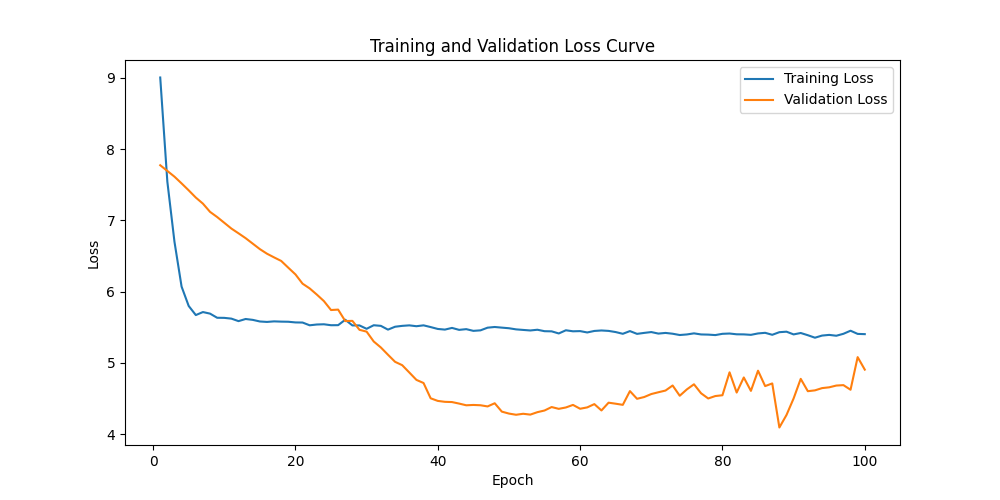 Training and Validation Loss Curve
Training Loss
Validation Loss
9
8
7
6
5
4
Loss
0 20 40 60 80 100
Epoch